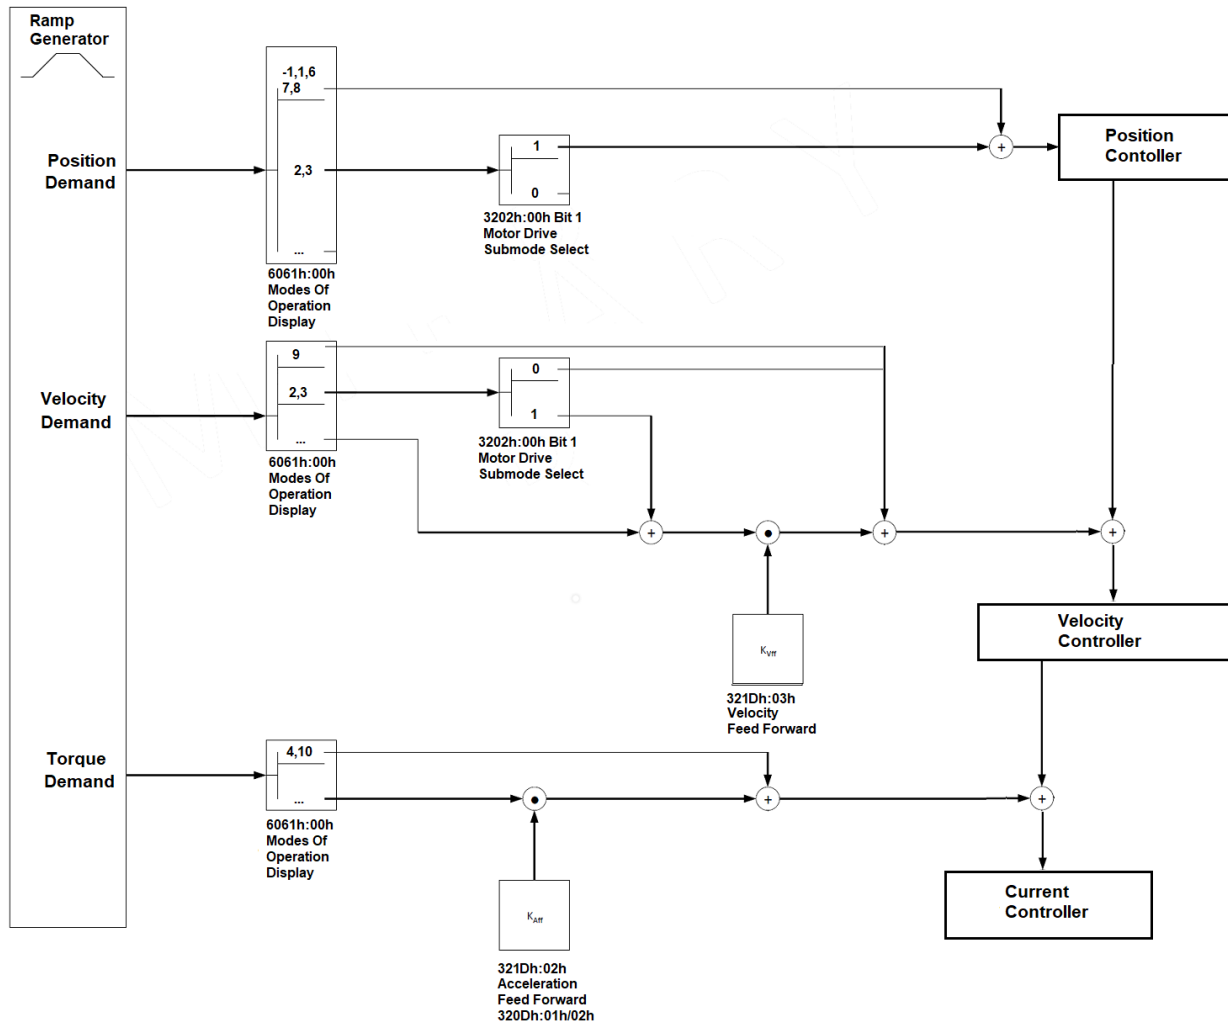 Ramp
Generator
-1,1,6
7,8
Position
Demand
2,3
...
6061h:00h
Modes Of
Operation
Display
1
0
3202h:00h Bit 1
Motor Drive
Submode Select
+
Position
Contoller
Velocity
Demand
9
2,3
...
6061h:00h
Modes Of
Operation
Display
0
1
3202h:00h Bit 1
Motor Drive
Submode Select
+
+
+
KVff
321Dh:03h
Velocity
Feed Forward
Velocity
Controller
Torque
Demand
4,10
...
6061h:00h
Modes Of
Operation
Display
+
+
KAff
321Dh:02h
Acceleration
Feed Forward
320Dh:01h/02h
Current
Controller